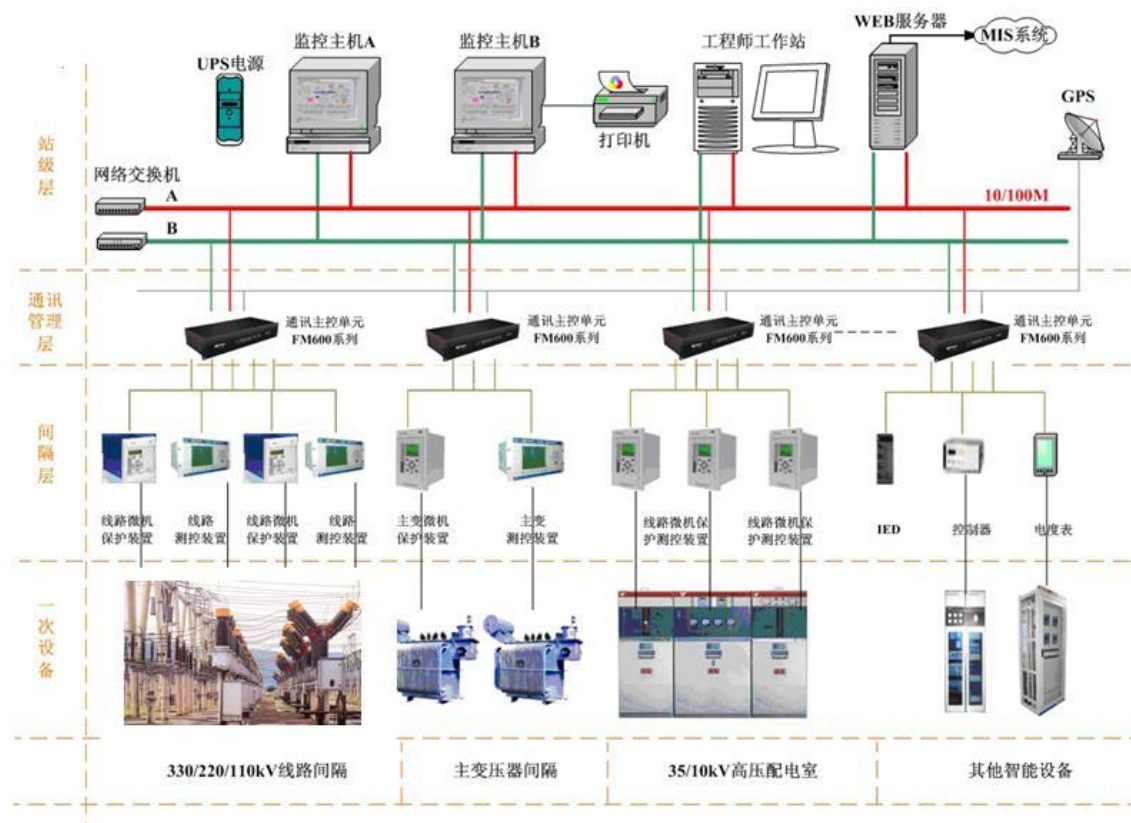 监控主机A
监控主机B
工程师工作站
WEB服务器
MIS系统
UPS电源
打印机
GPS
站级层
网络交换机
A
10/100M
B
通讯
管理
层
通讯主控单元
FM600系列
通讯主控单元
FM600系列
通讯主控单元
FM600系列
通讯主控单元
FM600系列
间隔层
线路微机
保护装置
线路
测控装置
线路微机
保护装置
线路
测控装置
主变微机
保护装置
主变
测控装置
线路微机保
护测控装置
线路微机保
护测控装置
IED
控制器
电度表
一次设备
330/220/110kV线路间隔
主变压器间隔
35/10kV高压配电室
其他智能设备